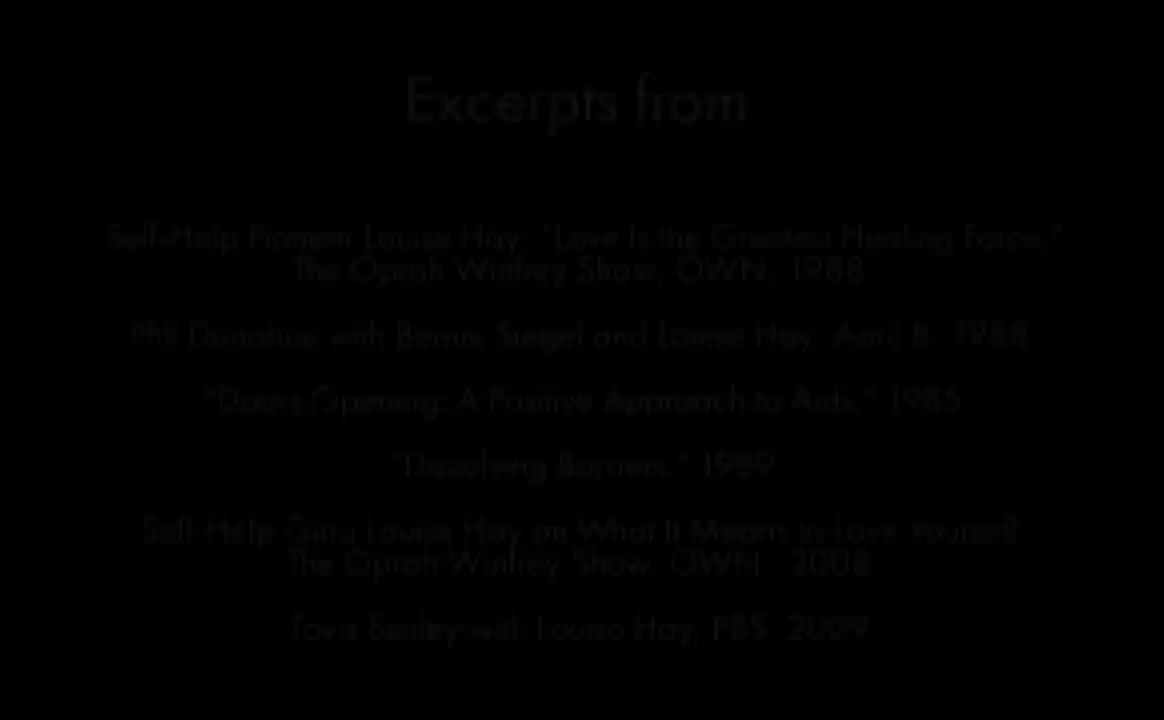 Excerpts from
Self-Help Pioneer Louise Hay: "Love Is the Greatest Healing Force,"
The Oprah Winfrey Show, OWN, 1988
Phil Donahue with Bernie Siegel and Louise Hay, April 8, 1988
"Doors Opening: A Positive Approach to Aids," 1985
"Dissolving Barriers," 1989
Self-Help Guru Louise Hay on What It Means to Love Yourself
The Oprah Winfrey Show, OWN 2008
Tavis Smiley with Louise Hay, PBS 2009